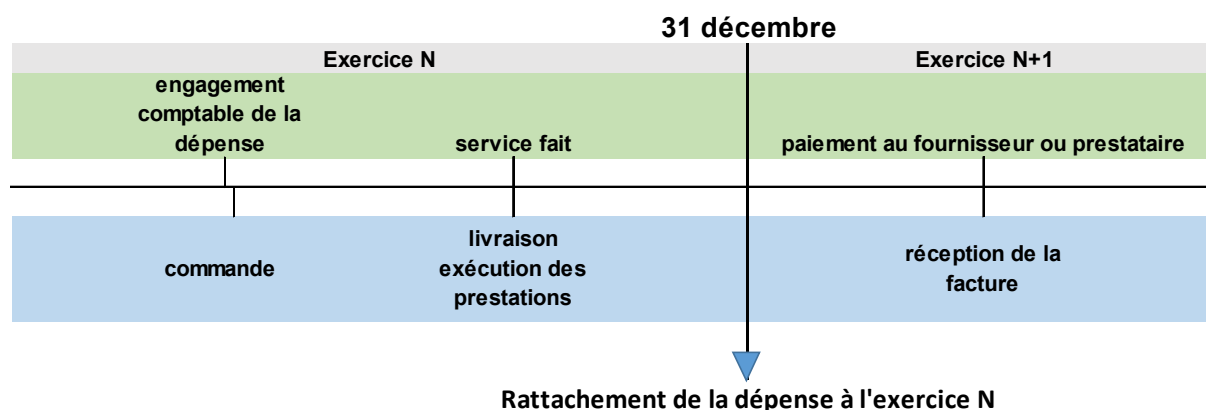 31 décembre
Exercice N
Exercice N+1
engagement
comptable de la
dépense
service fait
paiement au fournisseur ou prestataire
commande
livraison
exécution des
prestations
réception de la
facture
Rattachement de la dépense à l'exercice N